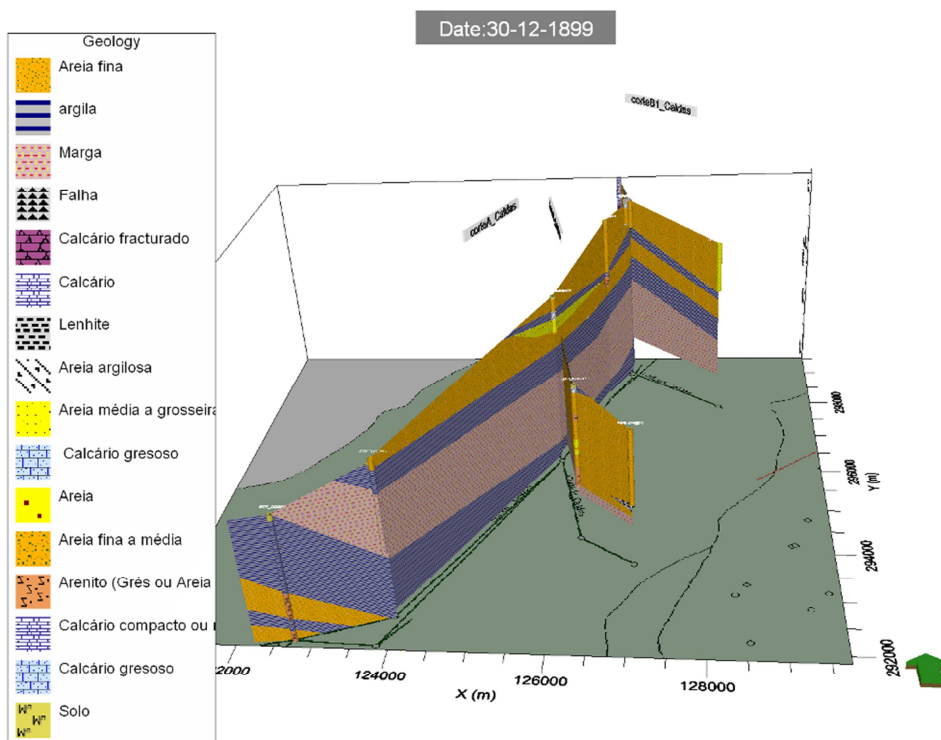 Date:30-12-1899
Geology
Areia fina
argila
Marga
Falha
Calcário fracturado
Calcário
Lenhite
Areia argilosa
Areia média a grosseira
Calcário gresoso
Areia
Areia fina a média
Arenito (Grés ou Areia
Calcário compacto ou
Calcário gresoso
Solo
corteB1_Caldas
corteA_Caldas
298000
296000
Y (m)
294000
292000
2000
124000
126000
128000
X (m)